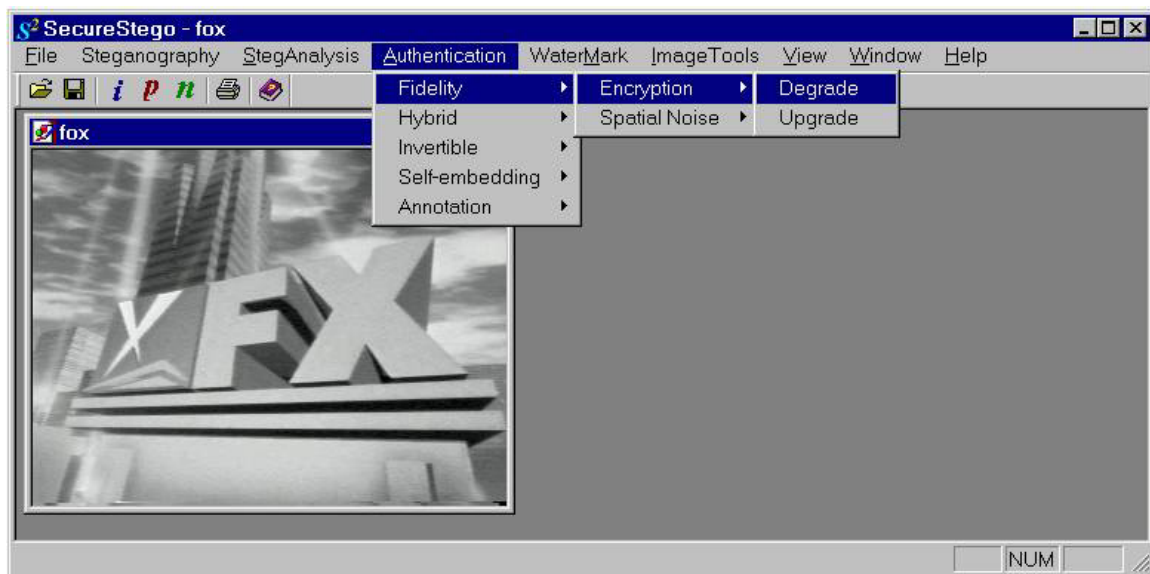 S² SecureStego - fox
File Steganography StegAnalysis Authentication WaterMark ImageTools View Window Help
i p n
Fidelity Encryption Degrade
Hybrid Spatial Noise Upgrade
fox
Invertible
Self-embedding
Annotation
X FX
NUM